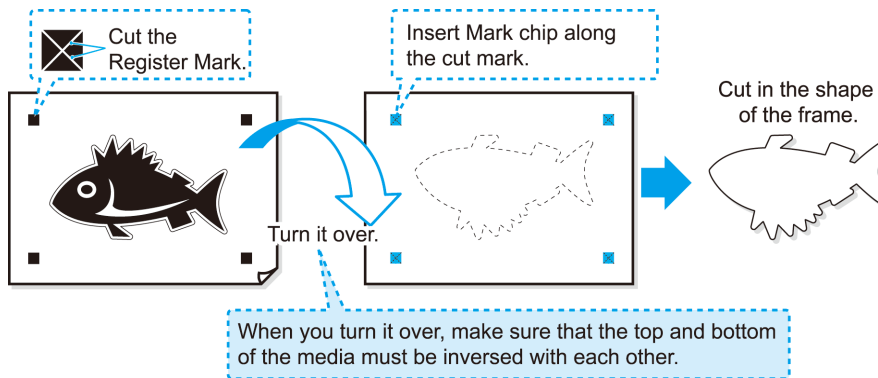 Cut the
Register Mark.
Insert Mark chip along
the cut mark.
Cut in the shape
of the frame.
Turn it over.
When you turn it over, make sure that the top and bottom
of the media must be inversed with each other.